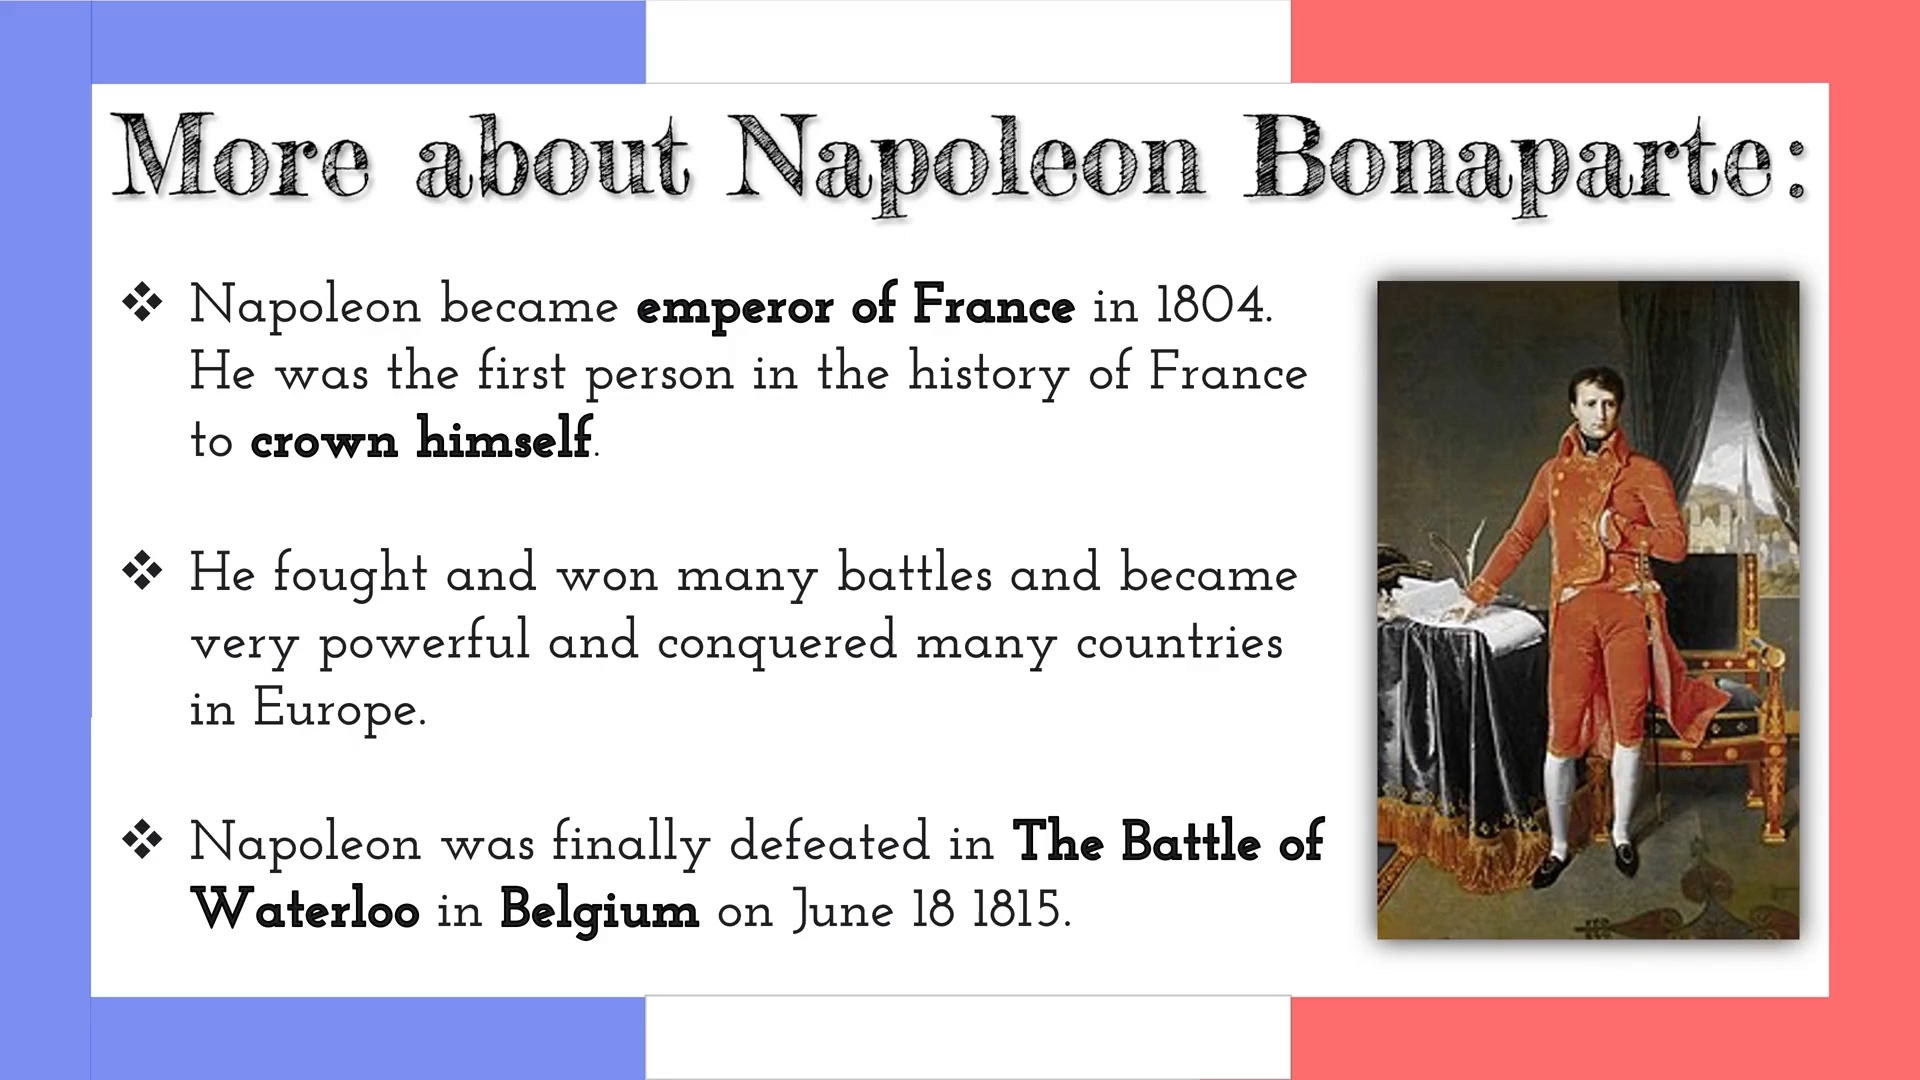 More about Napoleon Bonaparte:
❖ Napoleon became emperor of France in 1804.
He was the first person in the history of France
to crown himself.
❖ He fought and won many battles and became
very powerful and conquered many countries
in Europe.
❖ Napoleon was finally defeated in The Battle of
Waterloo in Belgium on June 18 1815.